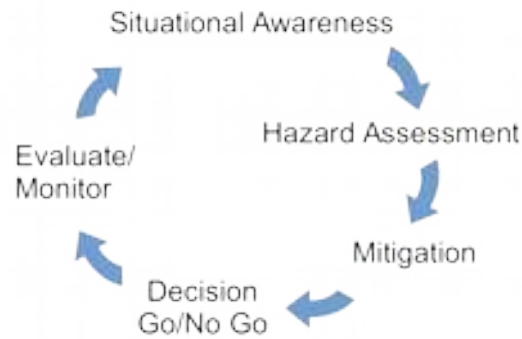 Situational Awareness
Hazard Assessment
Mitigation
Decision
Go/No Go
Evaluate/
Monitor